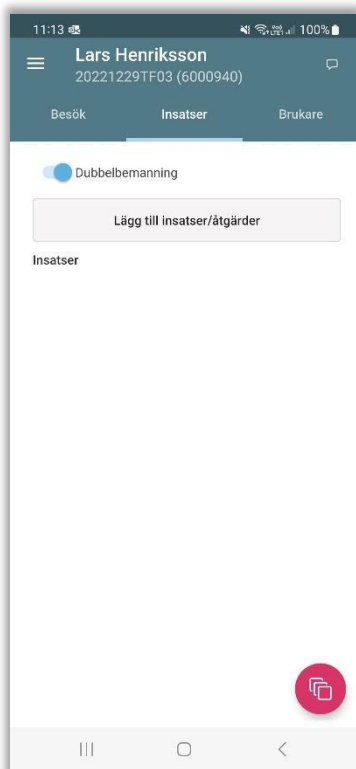 11:13 100%
Lars Henriksson
20221229TF03 (6000940)
Besök Insatser Brukare
Dubbelbemanning
Lägg till insatser/åtgärder
Insatser